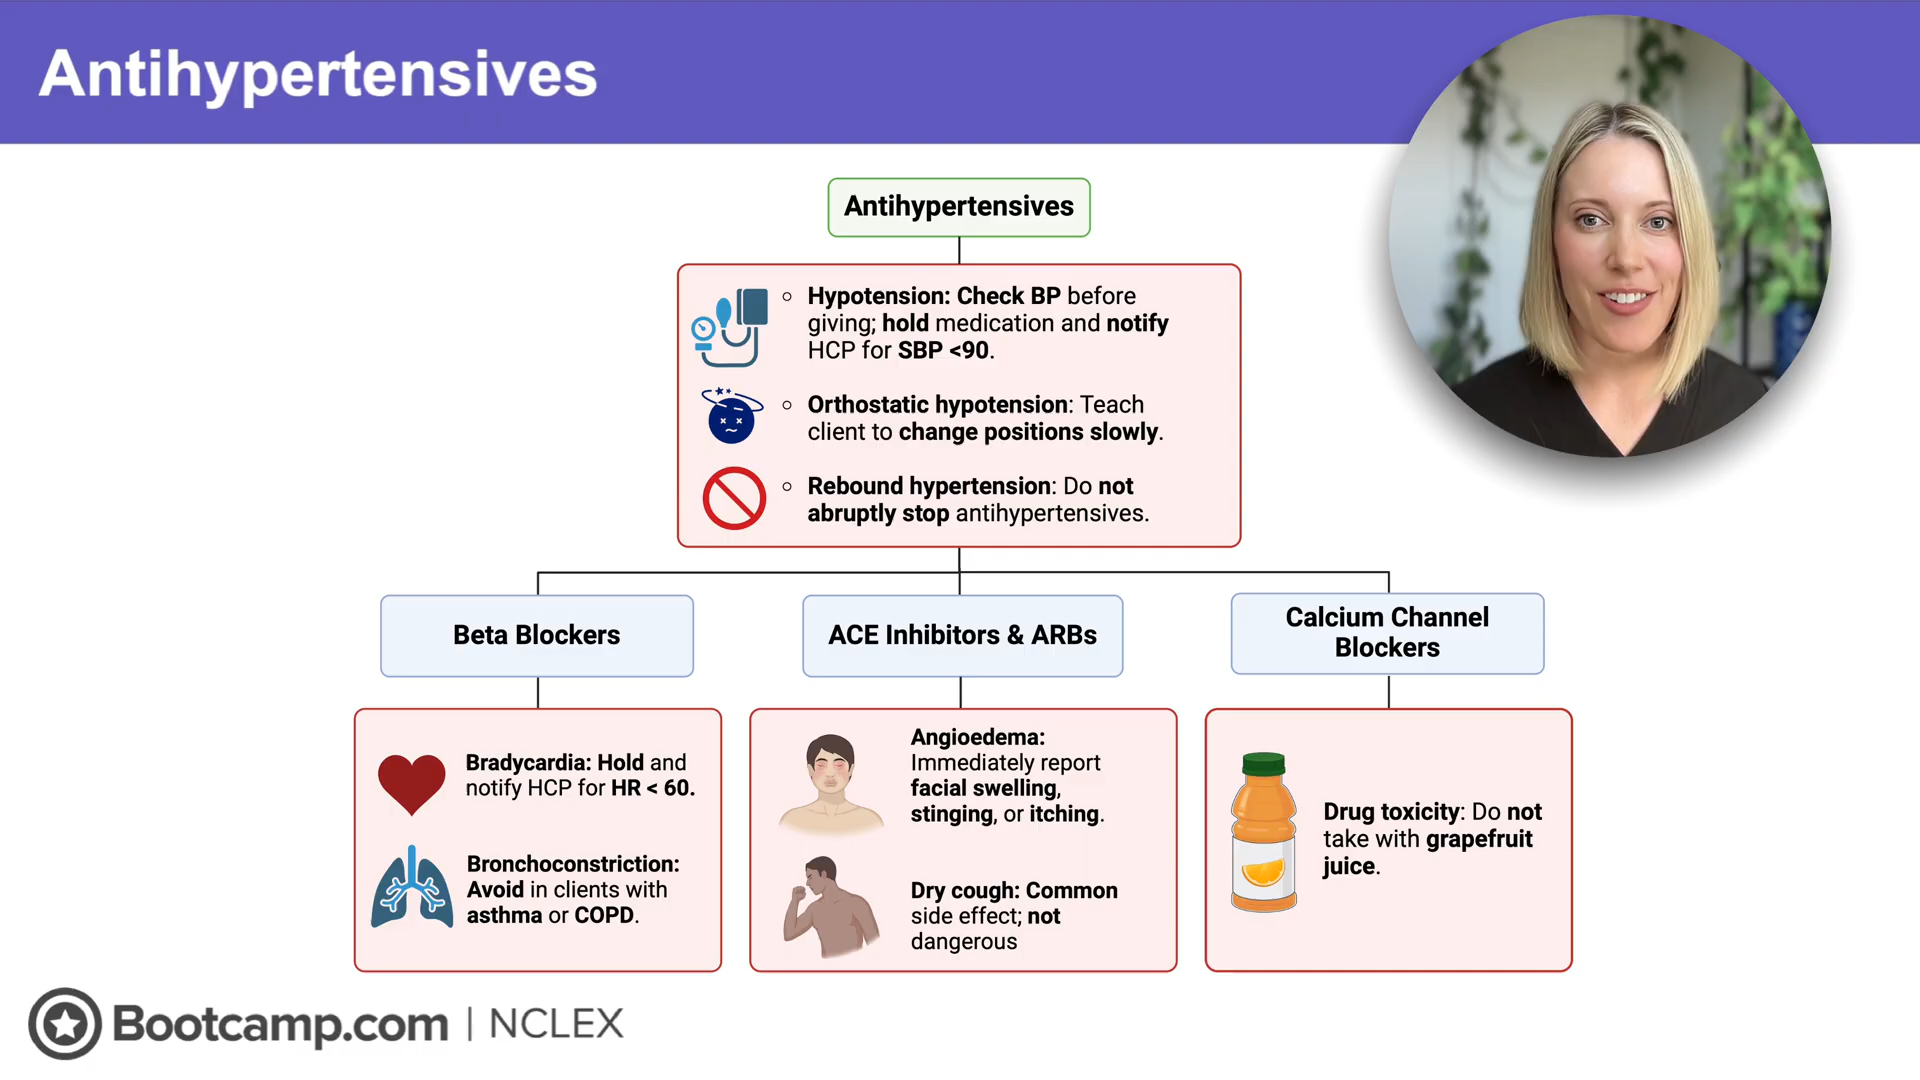 Antihypertensives
Antihypertensives
Hypotension: Check BP before
giving; hold medication and notify
HCP for SBP <90.
Orthostatic hypotension: Teach
client to change positions slowly.
Rebound hypertension: Do not
abruptly stop antihypertensives.
Beta Blockers
Bradycardia: Hold and
notify HCP for HR < 60.
Bronchoconstriction:
Avoid in clients with
asthma or COPD.
ACE Inhibitors & ARBs
Angioedema:
Immediately report
facial swelling,
stinging, or itching.
Dry cough: Common
side effect; not
dangerous
Calcium Channel
Blockers
Drug toxicity: Do not
take with grapefruit
juice.
Bootcamp.com | NCLEX